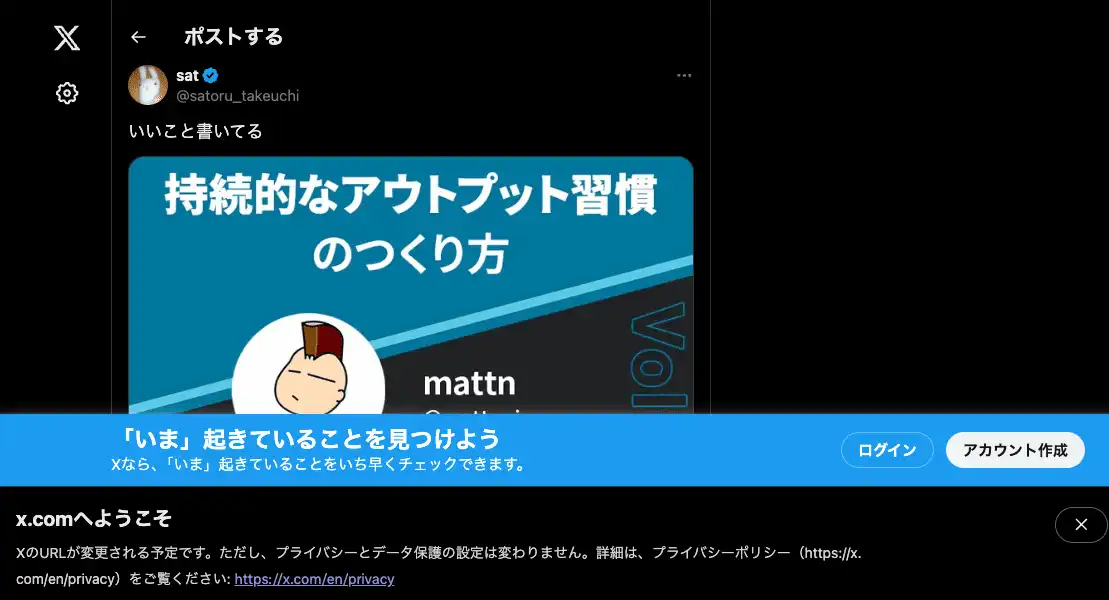 ポストする
sat
@satoru_takeuchi
いいこと書いてる
持続的なアウトプット習慣
のつくり方
Vol
mattn
「いま」起きていることを見つけよう
Xなら、「いま」起きていることをいち早くチェックできます。
ログイン
アカウント作成
x.comへようこそ
XのURLが変更される予定です。ただし、プライバシーとデータ保護の設定は変わりません。詳細は、プライバシーポリシー（https://x.
com/en/privacy）をご覧ください: https://x.com/en/privacy